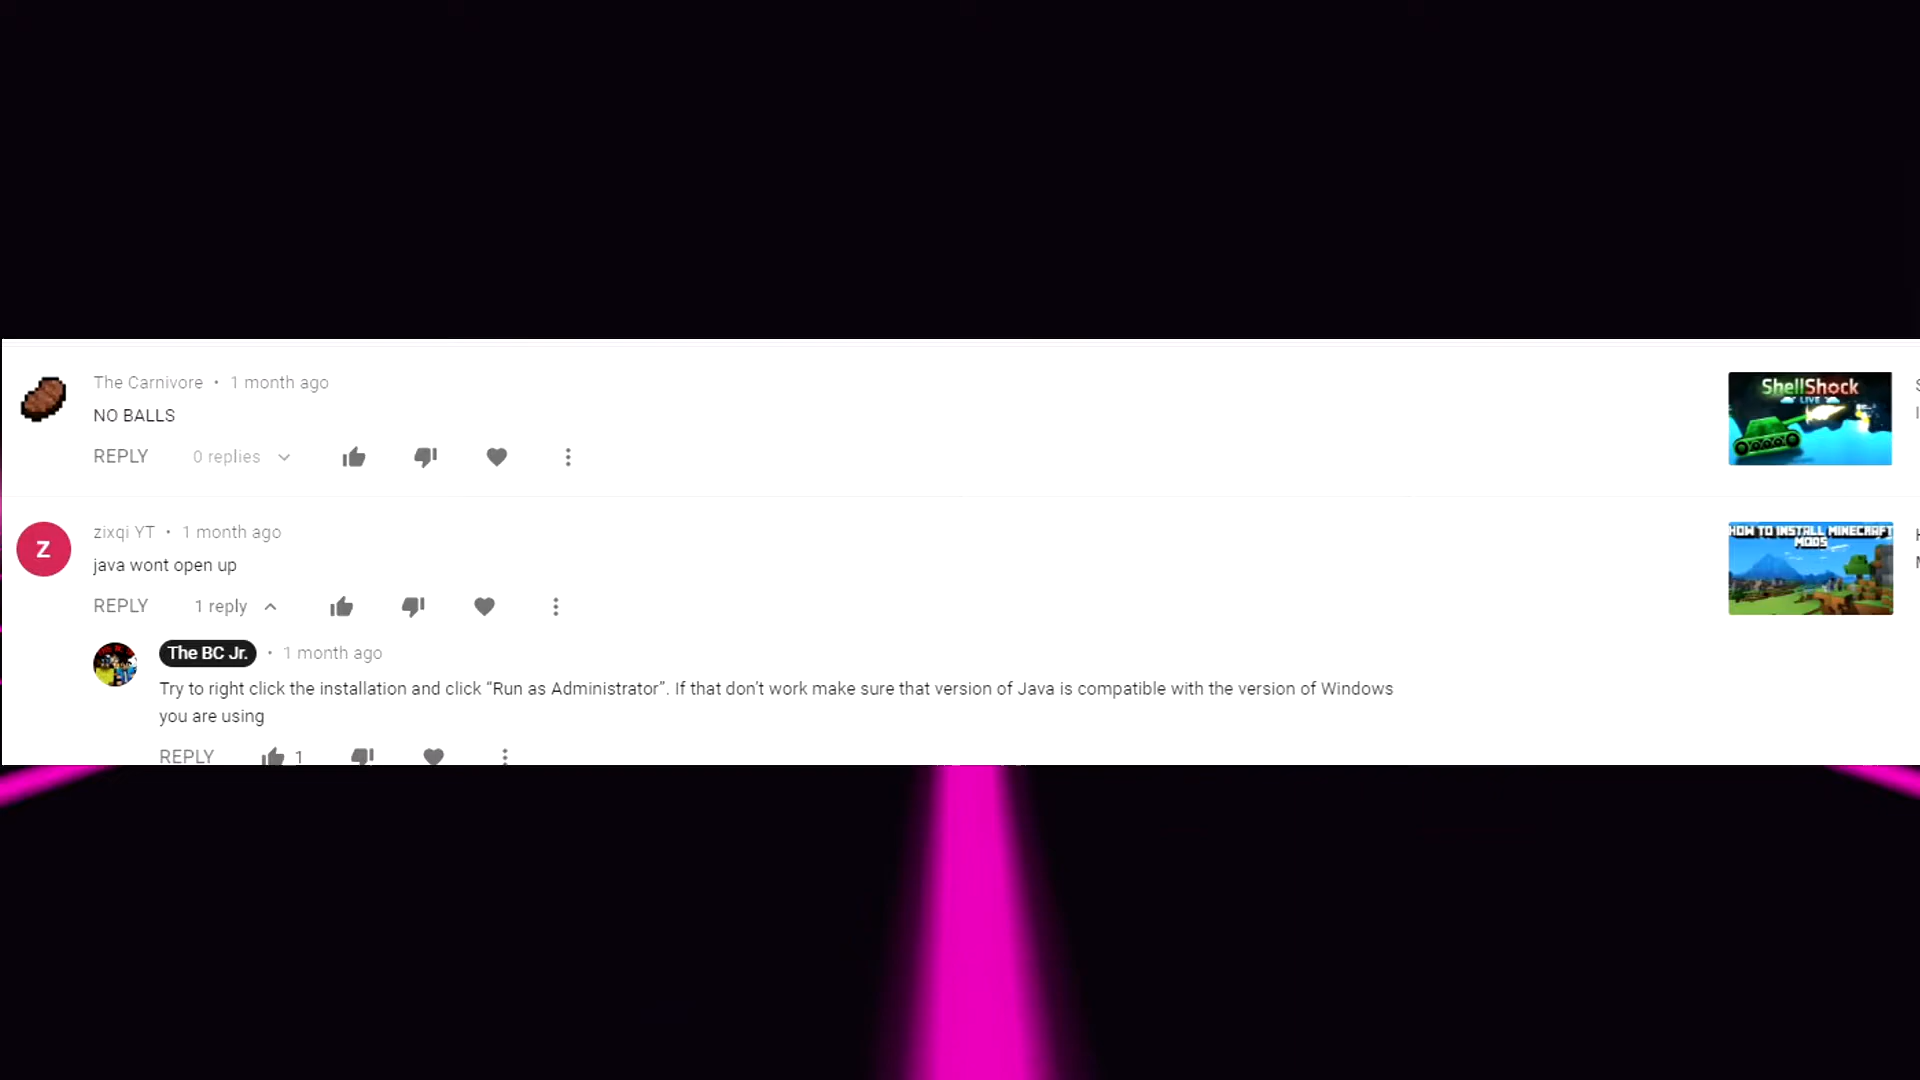 The Carnivore • 1 month ago
NO BALLS
REPLY 0 replies
ShellShock
LIVE
Z
zixqi YT • 1 month ago
java wont open up
REPLY 1 reply
HOW TO INSTALL MINECRAFT
MODS
The BC Jr. • 1 month ago
Try to right click the installation and click “Run as Administrator”. If that don’t work make sure that version of Java is compatible with the version of Windows
you are using
REPLY 1